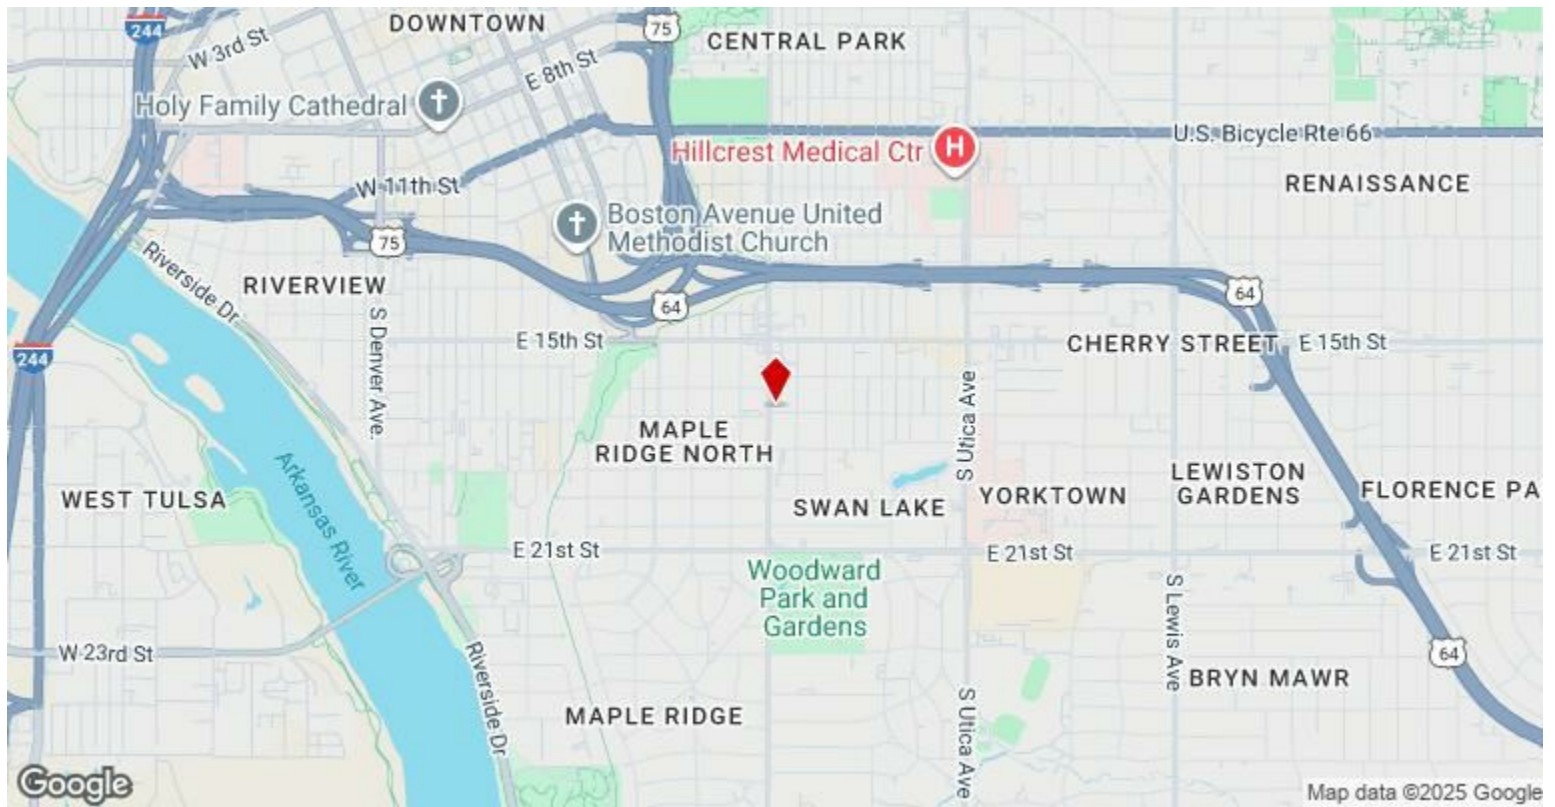 244
W 3rd St
DOWNTOWN
75
CENTRAL PARK
E 8th St
Holy Family Cathedral
U.S. Bicycle Rte 66
Hillcrest Medical Ctr
H
W 11th St
RENAISSANCE
Boston Avenue United
Methodist Church
75
Riverside Dr
RIVERVIEW
64
64
S Denver Ave.
E 15th St
CHERRY STREET
E 15th St
244
S Utica Ave
MAPLE
RIDGE NORTH
Arkansas River
WEST TULSA
SWAN LAKE
YORKTOWN
LEWISTON
GARDENS
FLORENCE PA
E 21st St
E 21st St
E 21st St
Woodward
Park and
Gardens
S Lewis Ave
W 23rd St
Riverside Dr
64
BRYN MAWR
MAPLE RIDGE
S Utica Ave
Google
Map data ©2025 Google